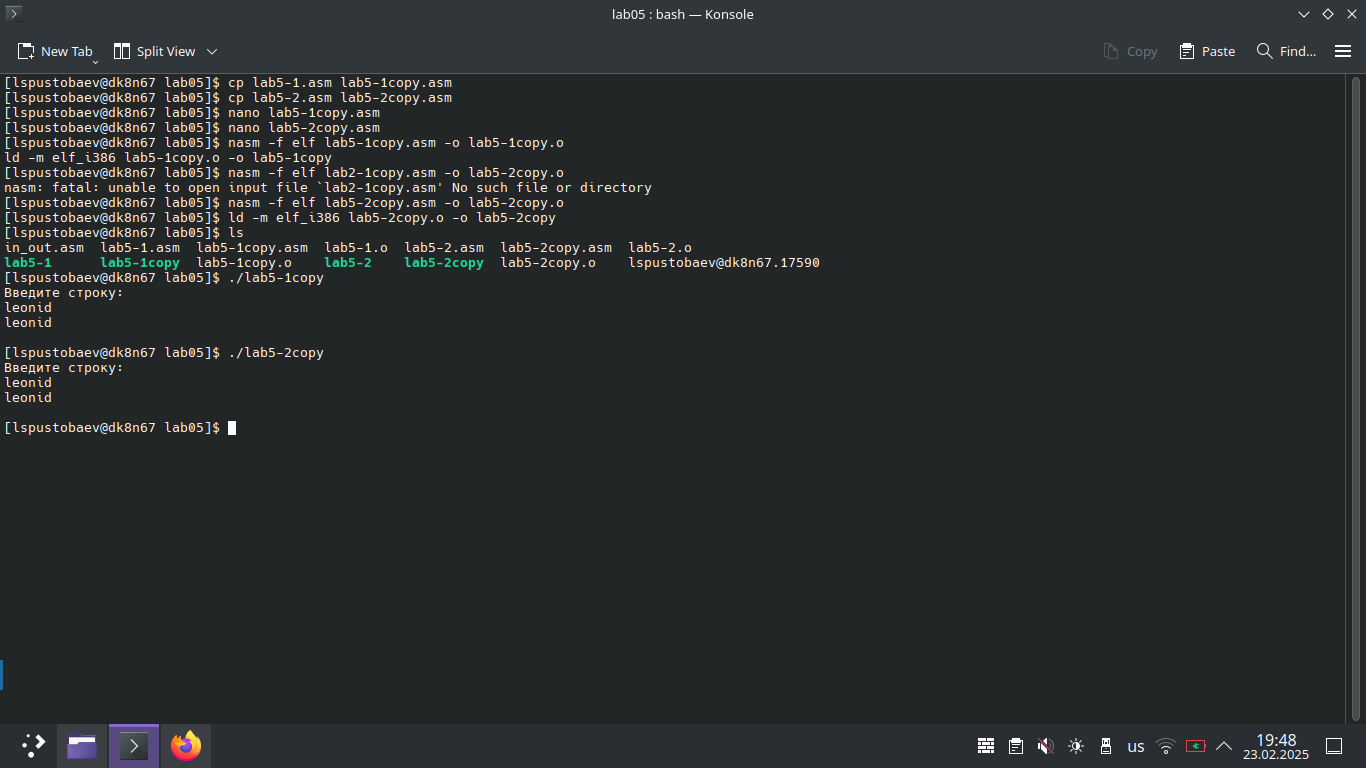 lab05 : bash — Konsole
New Tab Split View Copy Paste Find...
[lspustobaev@dk8n67 lab05]$ cp lab5-1.asm lab5-1copy.asm
[lspustobaev@dk8n67 lab05]$ cp lab5-2.asm lab5-2copy.asm
[lspustobaev@dk8n67 lab05]$ nano lab5-1copy.asm
[lspustobaev@dk8n67 lab05]$ nano lab5-2copy.asm
[lspustobaev@dk8n67 lab05]$ nasm -f elf lab5-1copy.asm -o lab5-1copy.o
ld -m elf_i386 lab5-1copy.o -o lab5-1copy
[lspustobaev@dk8n67 lab05]$ nasm -f elf lab2-1copy.asm -o lab5-2copy.o
nasm: fatal: unable to open input file `lab2-1copy.asm' No such file or directory
[lspustobaev@dk8n67 lab05]$ nasm -f elf lab5-2copy.asm -o lab5-2copy.o
[lspustobaev@dk8n67 lab05]$ ld -m elf_i386 lab5-2copy.o -o lab5-2copy
[lspustobaev@dk8n67 lab05]$ ls
in_out.asm lab5-1.asm lab5-1copy.asm lab5-1.o lab5-2.asm lab5-2copy.asm lab5-2.o
lab5-1 lab5-1copy lab5-1copy.o lab5-2 lab5-2copy lab5-2copy.o lspustobaev@dk8n67.17590
[lspustobaev@dk8n67 lab05]$ ./lab5-1copy
Введите строку:
leonid
leonid
[lspustobaev@dk8n67 lab05]$ ./lab5-2copy
Введите строку:
leonid
leonid
[lspustobaev@dk8n67 lab05]$
us 19:48
23.02.2025